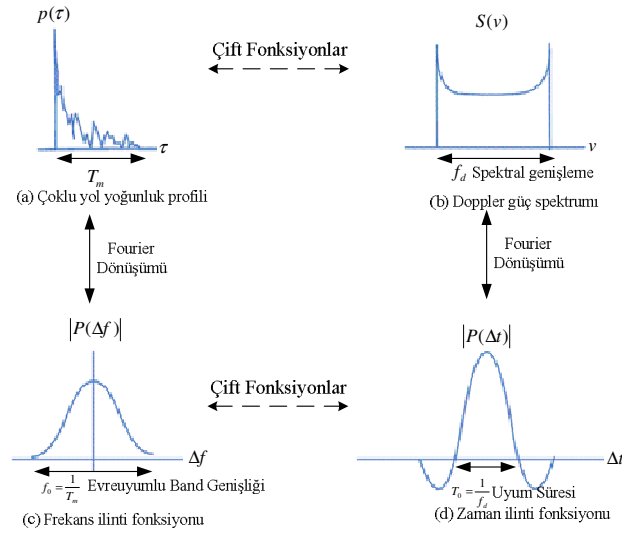 p(τ)
Çift Fonksiyonlar
S(v)
τ
v
T_m
f_d Spektral genişleme
(a) Çoklu yol yoğunluk profili
(b) Doppler güç spektrumı
Fourier
Dönüşümü
Fourier
Dönüşümü
|P(Δf)|
|P(Δt)|
Çift Fonksiyonlar
Δf
Δt
f_0 = 1/T_m Evreuyumlu Band Genişliği
T_0 = 1/f_d Uyum Süresi
(c) Frekans ilinti fonksiyonu
(d) Zaman ilinti fonksiyonu